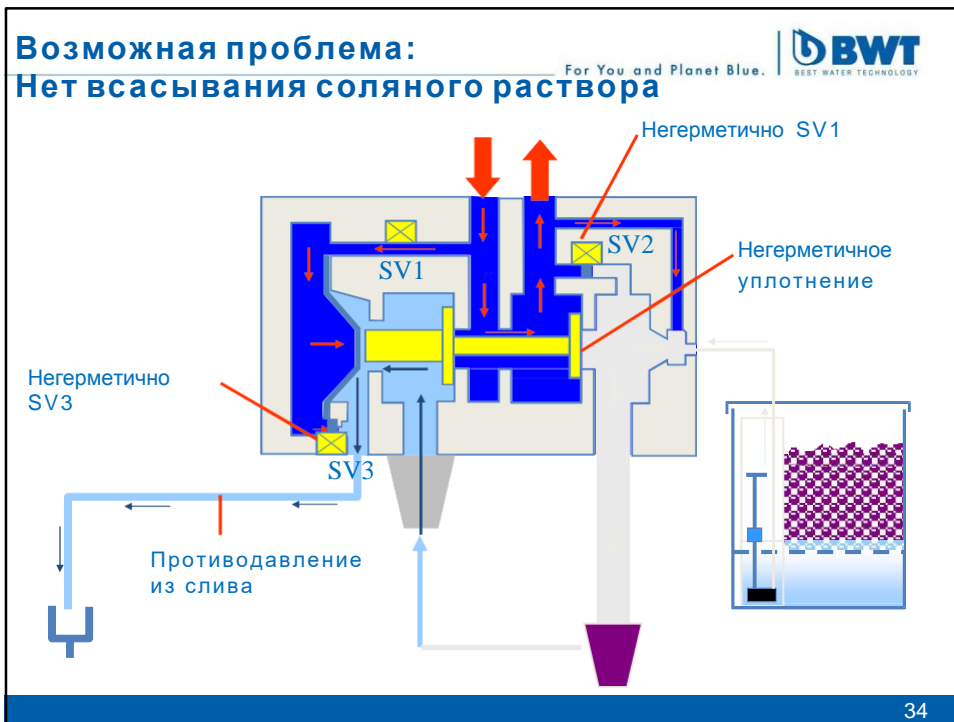 Возможная проблема:
Нет всасывания соляного раствора
For You and Planet Blue.
BWT
BEST WATER TECHNOLOGY
Негерметично SV1
SV1
SV2
Негерметичное
уплотнение
Негерметично
SV3
SV3
Противодавление
из слива
34